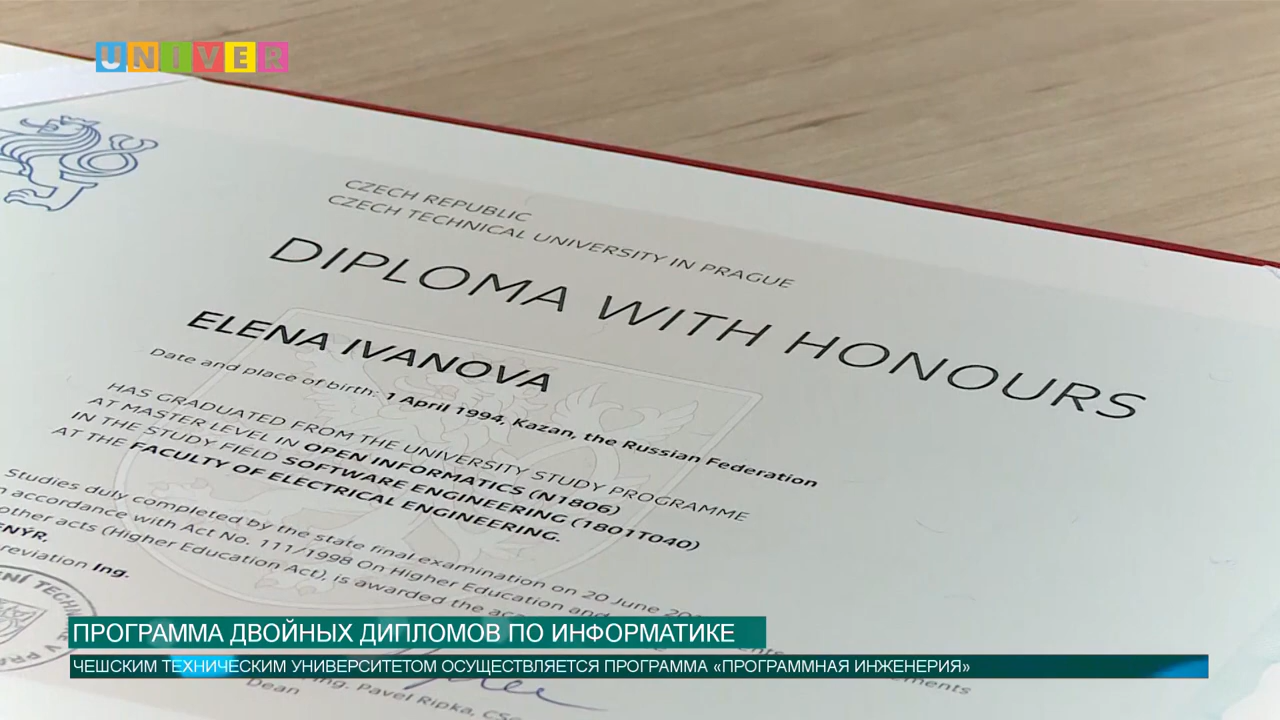 UNIVER
CZECH REPUBLIC
CZECH TECHNICAL UNIVERSITY IN PRAGUE
DIPLOMA WITH HONOURS
ELENA IVANOVA
Date and place of birth: 1 April 1994, Kazan, the Russian Federation
HAS GRADUATED FROM THE UNIVERSITY STUDY PROGRAMME
AT MASTER LEVEL IN OPEN INFORMATICS (N1806)
IN THE STUDY FIELD SOFTWARE ENGINEERING (1801T040)
AT THE FACULTY OF ELECTRICAL ENGINEERING.
Studies duly completed by the state final examination on 20 June
accordance with Act No. 111/1998 On Higher Education and
other acts (Higher Education Act), is awarded the
Ing.
TECHN
ПРОГРАММА ДВОЙНЫХ ДИПЛОМОВ ПО ИНФОРМАТИКЕ
ЧЕШСКИМ ТЕХНИЧЕСКИМ УНИВЕРСИТЕТОМ ОСУЩЕСТВЛЯЕТСЯ ПРОГРАММА «ПРОГРАММНАЯ ИНЖЕНЕРИЯ»
Ing. Pavel Ripka, CSc
Dean